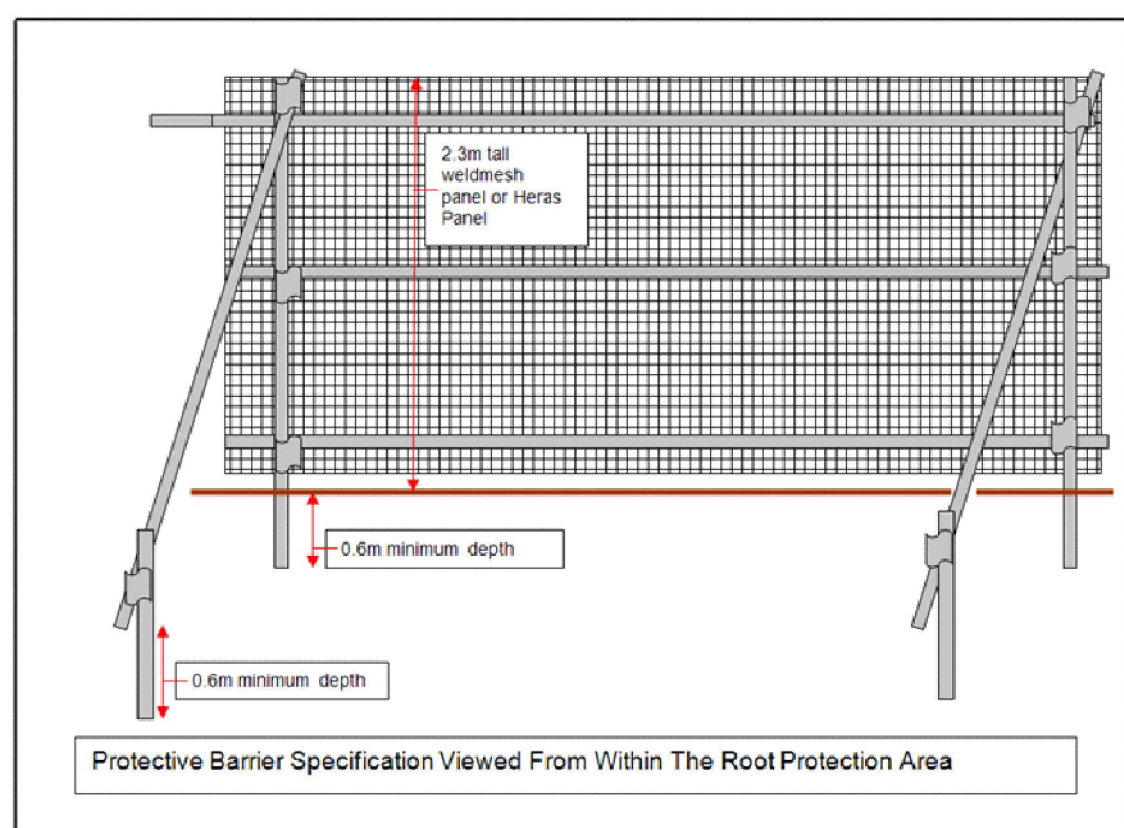 2.3m tall
weldmesh
panel or Heras
Panel
0.6m minimum depth
0.6m minimum depth
Protective Barrier Specification Viewed From Within The Root Protection Area